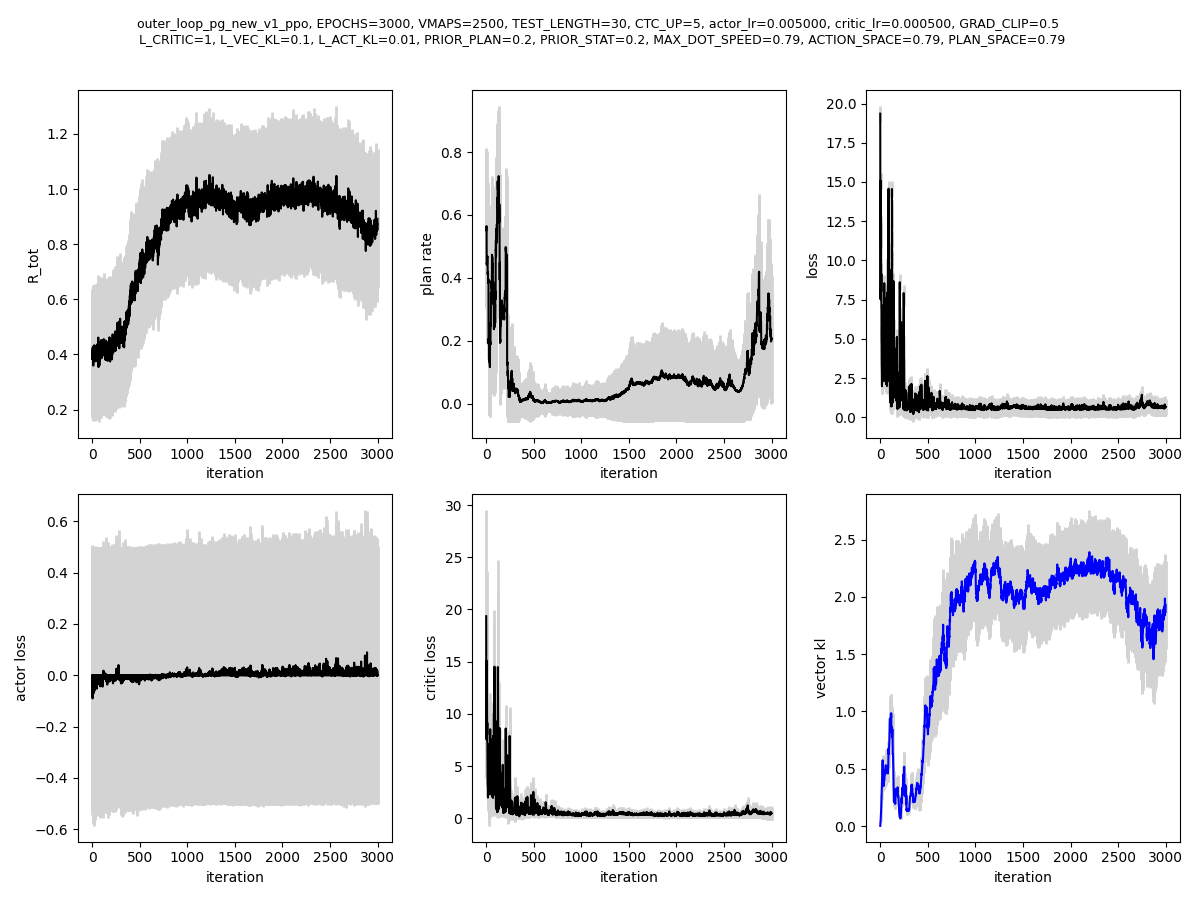 outer_loop_pg_new_v1_ppo, EPOCHS=3000, VMAPS=2500, TEST_LENGTH=30, CTC_UP=5, actor_lr=0.005000, critic_lr=0.000500, GRAD_CLIP=0.5
L_CRITIC=1, L_VEC_KL=0.1, L_ACT_KL=0.01, PRIOR_PLAN=0.2, PRIOR_STAT=0.2, MAX_DOT_SPEED=0.79, ACTION_SPACE=0.79, PLAN_SPACE=0.79
R_tot
1.2
1.0
0.8
0.6
0.4
0.2
0 500 1000 1500 2000 2500 3000
iteration
plan rate
0.8
0.6
0.4
0.2
0.0
0 500 1000 1500 2000 2500 3000
iteration
loss
20.0
17.5
15.0
12.5
10.0
7.5
5.0
2.5
0.0
0 500 1000 1500 2000 2500 3000
iteration
actor loss
0.6
0.4
0.2
0.0
−0.2
−0.4
−0.6
0 500 1000 1500 2000 2500 3000
iteration
critic loss
30
25
20
15
10
5
0
0 500 1000 1500 2000 2500 3000
iteration
vector kl
2.5
2.0
1.5
1.0
0.5
0.0
0 500 1000 1500 2000 2500 3000
iteration